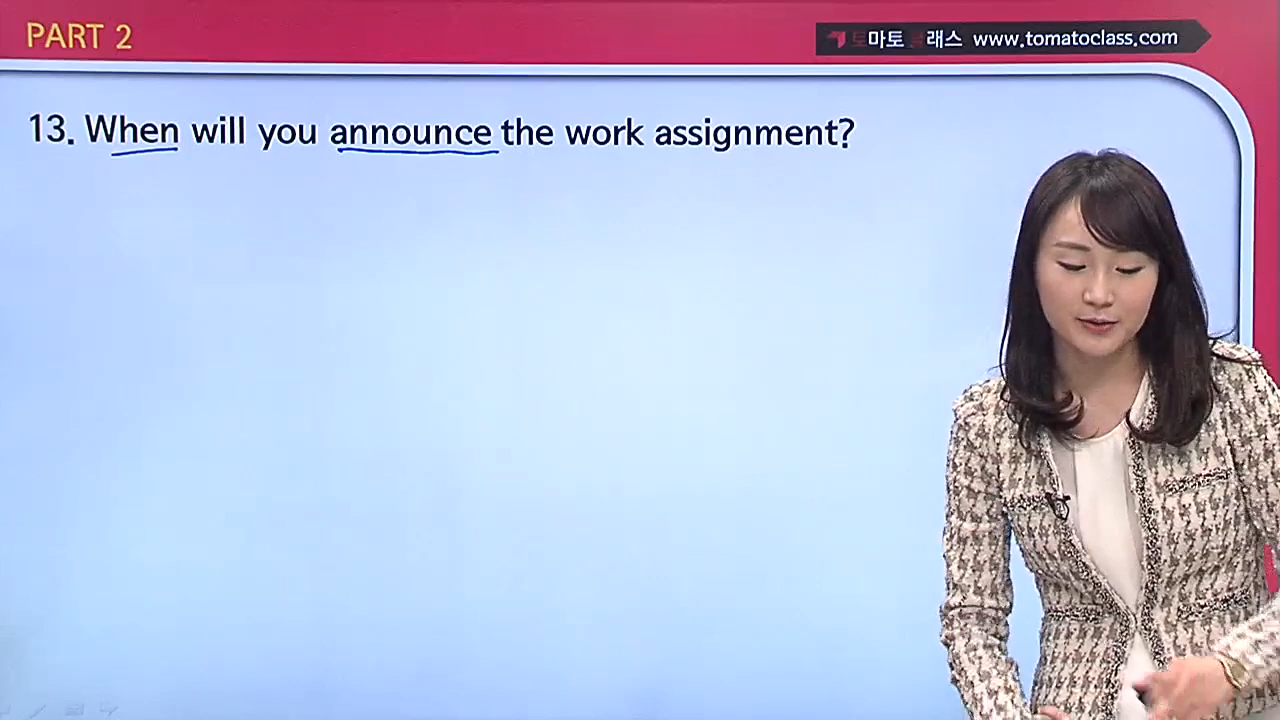 PART 2
토마토클래스 www.tomatoclass.com
13. When will you announce the work assignment?